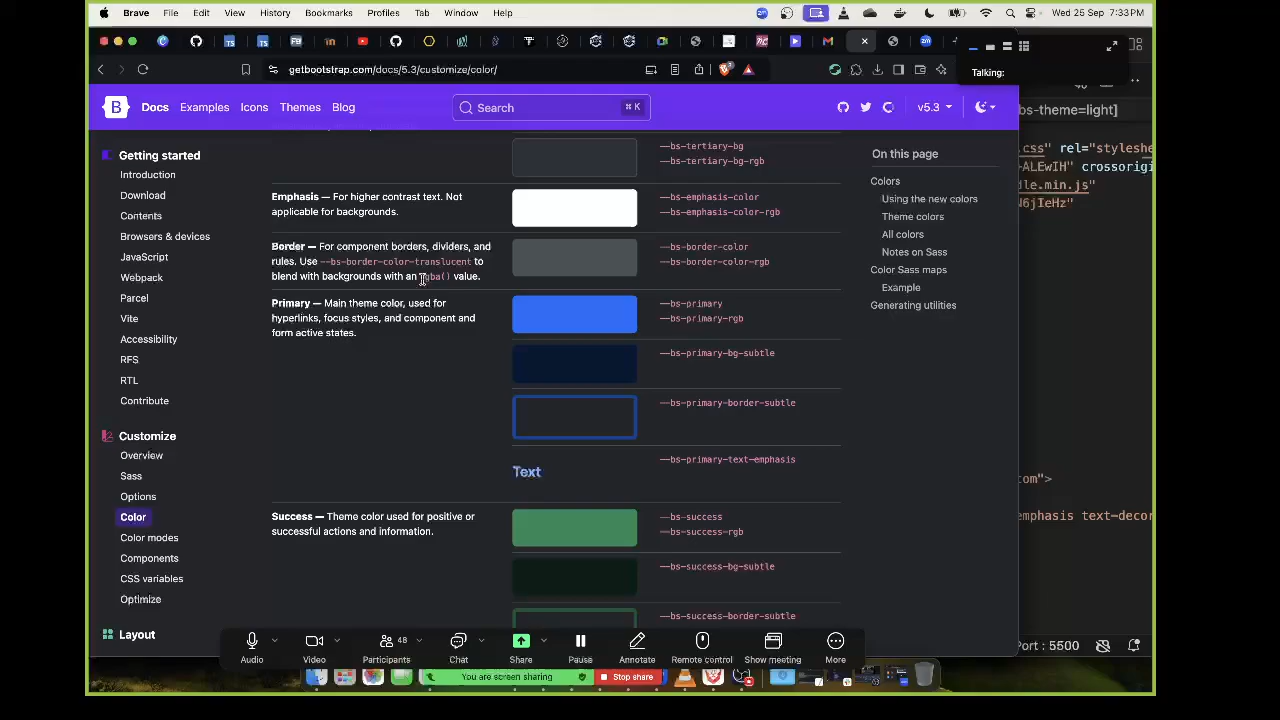 Brave File Edit View History Bookmarks Profiles Tab Window Help Wed 25 Sep 7:33PM
getbootstrap.com/docs/5.3/customize/color/
Talking:
B Docs Examples Icons Themes Blog Search ⌘ K v5.3
bs-theme=light]
Getting started
Introduction
Download
Contents
Browsers & devices
JavaScript
Webpack
Parcel
Vite
Accessibility
RFS
RTL
Contribute
Customize
Overview
Sass
Options
Color
Color modes
Components
CSS variables
Optimize
Layout
--bs-tertiary-bg
--bs-tertiary-bg-rgb
Emphasis — For higher contrast text. Not
applicable for backgrounds.
--bs-emphasis-color
--bs-emphasis-color-rgb
Border — For component borders, dividers, and
rules. Use --bs-border-color-translucent to
blend with backgrounds with an rgba() value.
--bs-border-color
--bs-border-color-rgb
Primary — Main theme color, used for
hyperlinks, focus styles, and component and
form active states.
--bs-primary
--bs-primary-rgb
--bs-primary-bg-subtle
--bs-primary-border-subtle
Text
--bs-primary-text-emphasis
Success — Theme color used for positive or
successful actions and information.
--bs-success
--bs-success-rgb
--bs-success-bg-subtle
--bs-success-border-subtle
On this page
Colors
Using the new colors
Theme colors
All colors
Notes on Sass
Color Sass maps
Example
Generating utilities
.css" rel="styleshe
-ALEwIH" crossorigi
dle.min.js"
N6jIeHz"
om">
emphasis text-decor
Port : 5500
Audio Video Participants 48 Chat Share Pause Annotate Remote control Show meeting More
You are screen sharing Stop share